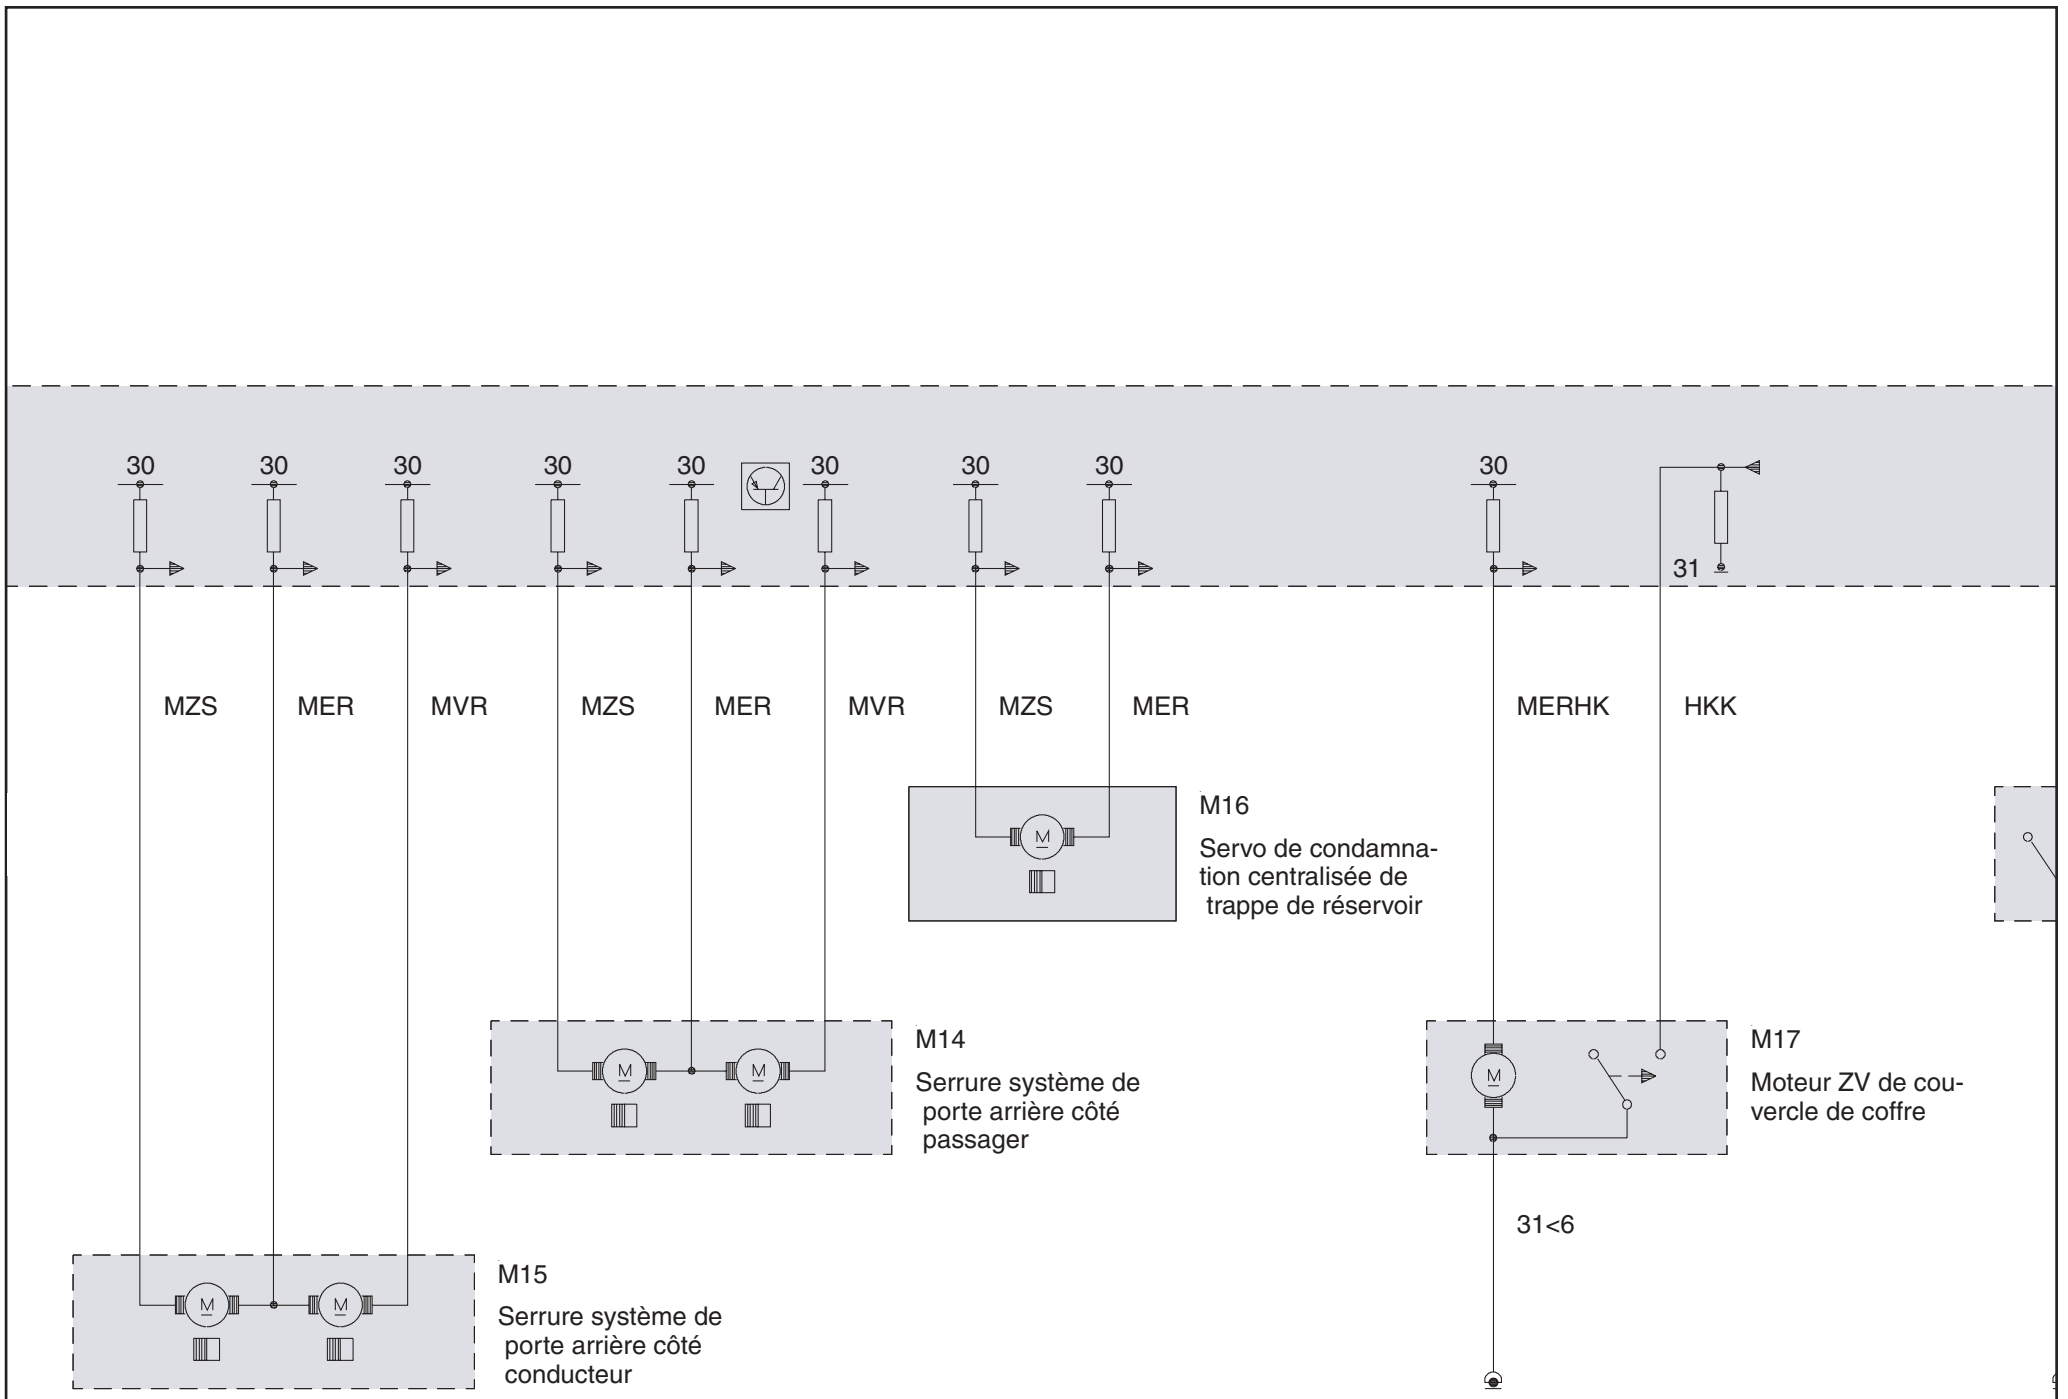 30 30 30 30 30 30 30 30 30
31
MZS MER MVR MZS MER MVR MZS MER MERHK HKK
M16
Servo de condamna-
tion centralisée de
trappe de réservoir
M14
Serrure système de
porte arrière côté
passager
M17
Moteur ZV de cou-
vercle de coffre
31<6
M15
Serrure système de
porte arrière côté
conducteur
M
M
M
M
M
M